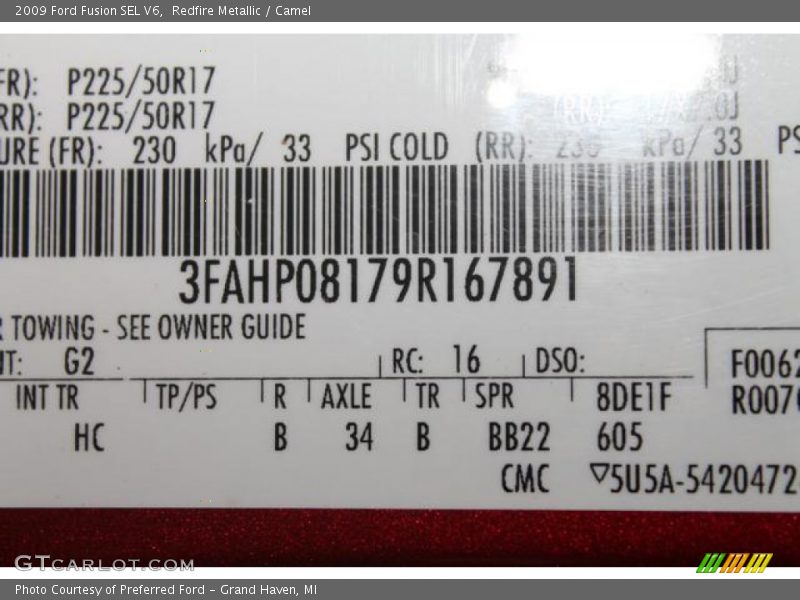 2009 Ford Fusion SEL V6, Redfire Metallic / Camel
FR): P225/50R17
RR): P225/50R17 (RR):
URE (FR): 230 kPa/ 33 PSI COLD (RR): 230 kPa/ 33 PS
3FAHP08179R167891
R TOWING - SEE OWNER GUIDE
NT: G2 RC: 16 DSO: F0062
INT TR TP/PS R AXLE TR SPR 8DE1F R0070
HC B 34 B BB22 605
CMC ▽5U5A-5420472
GTCARLOT.COM
Photo Courtesy of Preferred Ford – Grand Haven, MI